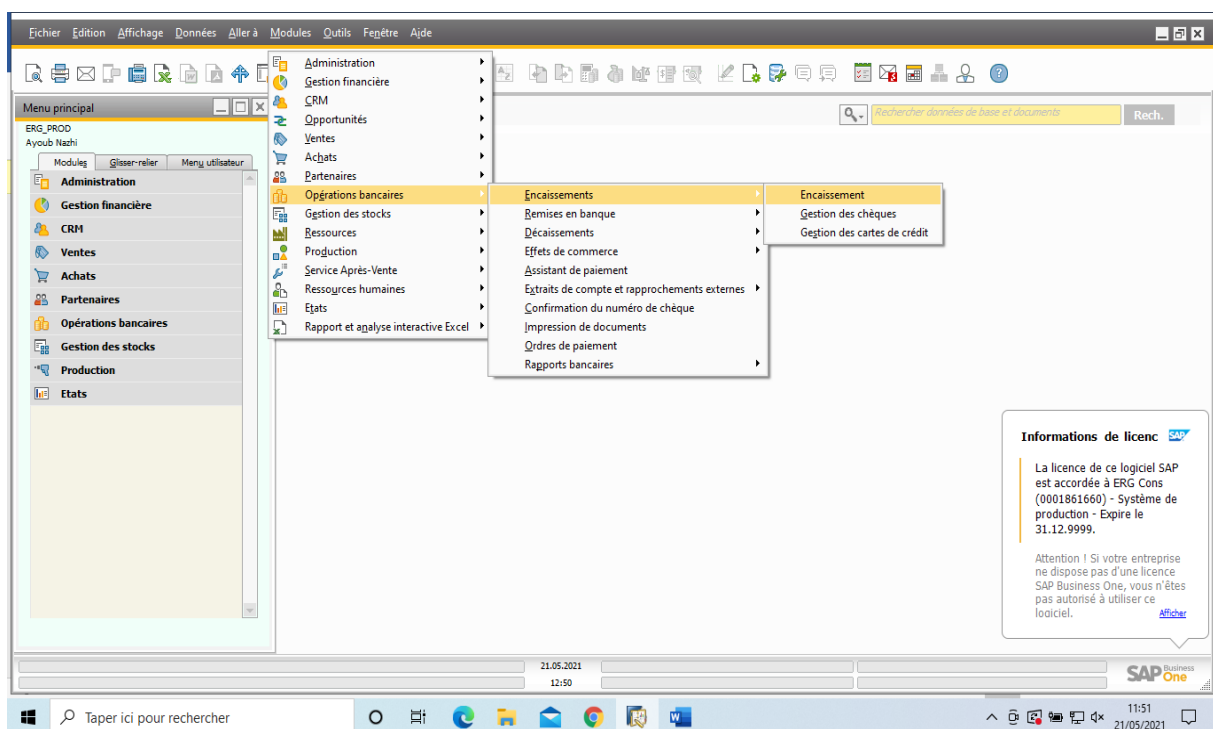 Fichier Edition Affichage Données Aller à Modules Outils Fenêtre Aide
Menu principal
ERG_PROD
Ayoub Nazhi
Modules Glisser-relier Menu utilisateur
Administration
Gestion financière
CRM
Ventes
Achats
Partenaires
Opérations bancaires
Gestion des stocks
Production
Etats
Administration
Gestion financière
CRM
Opportunités
Ventes
Achats
Partenaires
Opérations bancaires
Gestion des stocks
Ressources
Production
Service Après-Vente
Ressources humaines
Etats
Rapport et analyse interactive Excel
Encaissements
Remises en banque
Décaissements
Effets de commerce
Assistant de paiement
Extraits de compte et rapprochements externes
Confirmation du numéro de chèque
Impression de documents
Ordres de paiement
Rapports bancaires
Encaissement
Gestion des chèques
Gestion des cartes de crédit
Rechercher données de base et documents Rech.
Informations de licenc SAP
La licence de ce logiciel SAP
est accordée à ERG Cons
(0001861660) - Système de
production - Expire le
31.12.9999.
Attention ! Si votre entreprise
ne dispose pas d'une licence
SAP Business One, vous n'êtes
pas autorisé à utiliser ce
logiciel. Afficher
21.05.2021
12:50
SAP Business One
Taper ici pour rechercher
11:51
21/05/2021